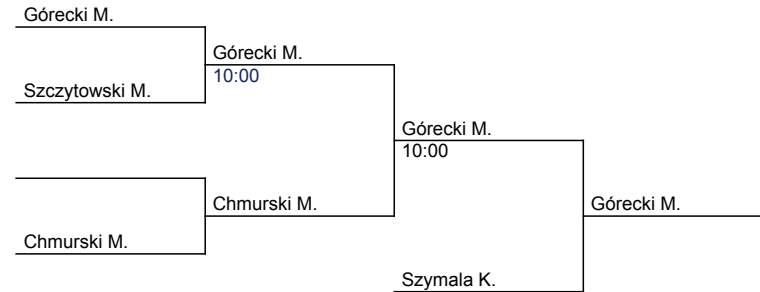 Górecki M.
Górecki M.
10:00
Szczytowski M.
Górecki M.
10:00
Chmurski M.
Górecki M.
Chmurski M.
Szymala K.